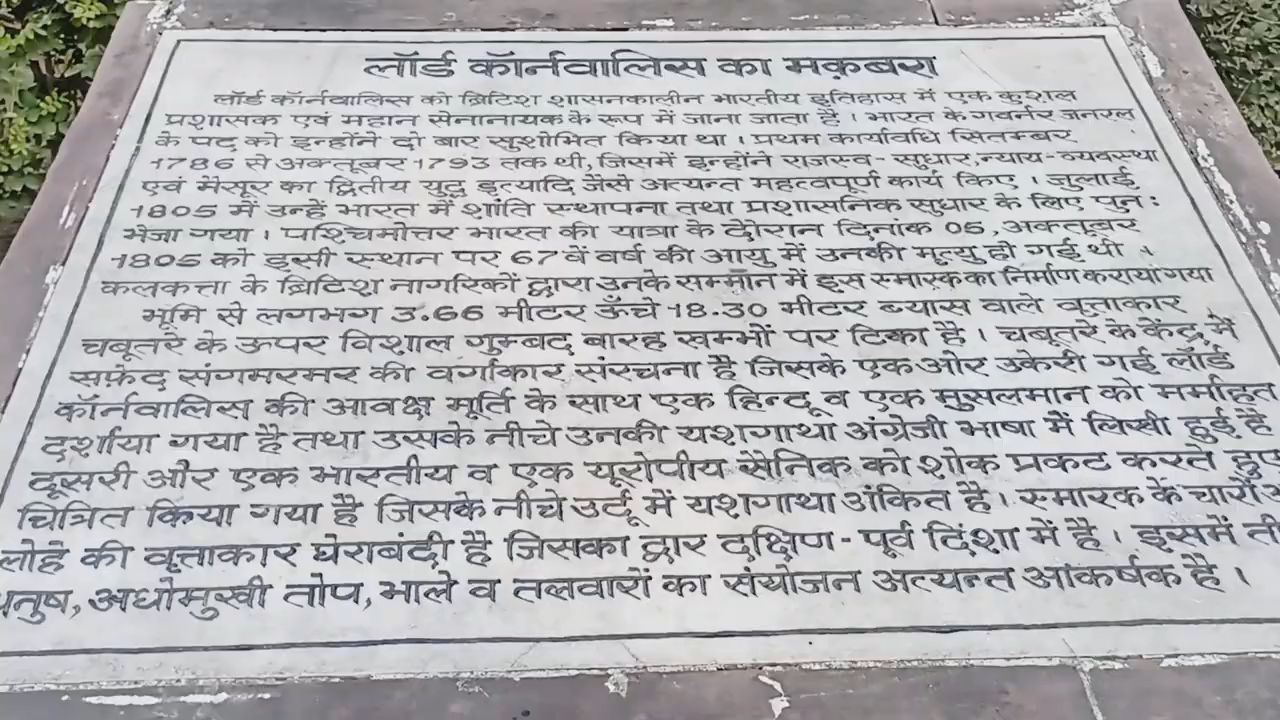 लॉर्ड कॉर्नवालिस का मक़बरा
लॉर्ड कॉर्नवालिस को ब्रिटिश शासनकालीन भारतीय इतिहास में एक कुशल
प्रशासक एवं महान सेनानायक के रूप में जाना जाता है । भारत के गवर्नर जनरल
के पद को इन्होंने दो बार सुशोभित किया था । प्रथम कार्यावधि सितम्बर
1786 से अक्तूबर 1793 तक थी, जिसमें इन्होंने राजस्व - सुधार, न्याय - व्यवस्था
एवं मैसूर का द्वितीय युद्ध इत्यादि जैसे अत्यन्त महत्वपूर्ण कार्य किए । जुलाई
1805 में उन्हें भारत में शांति स्थापना तथा प्रशासनिक सुधार के लिए पुनः
भेजा गया । पश्चिमोत्तर भारत की यात्रा के दौरान दिनांक 05, अक्तूबर
1805 को इसी स्थान पर 67 वें वर्ष की आयु में उनकी मृत्यु हो गई थी ।
कलकत्ता के ब्रिटिश नागरिकों द्वारा उनके सम्मान में इस स्मारक का निर्माण कराया गया
भूमि से लगभग 3.66 मीटर ऊँचे 18.30 मीटर ब्यास वाले वृत्ताकार
चबूतरे के ऊपर विशाल गुम्बद बारह खम्भों पर टिका है । चबूतरे के केंद्र में
सफ़ेद संगमरमर की वर्गाकार संरचना है जिसके एक ओर उकेरी गई लॉर्ड
कॉर्नवालिस की आवक्ष मूर्ति के साथ एक हिन्दू व एक मुसलमान को मर्माहत
दर्शाया गया है तथा उसके नीचे उनकी यशगाथा अंग्रेजी भाषा में लिखी हुई है
दूसरी और एक भारतीय व एक यूरोपीय सैनिक को शोक प्रकट करते हुए
चित्रित किया गया है जिसके नीचे उर्दू में यशगाथा अंकित है । स्मारक के चारों
लोहे की वृत्ताकार घेराबंदी है जिसका द्वार दक्षिण - पूर्व दिशा में है । इसमें
अधोमुखी तोप, भाले व तलवारों का संयोजन अत्यन्त आकर्षक है ।